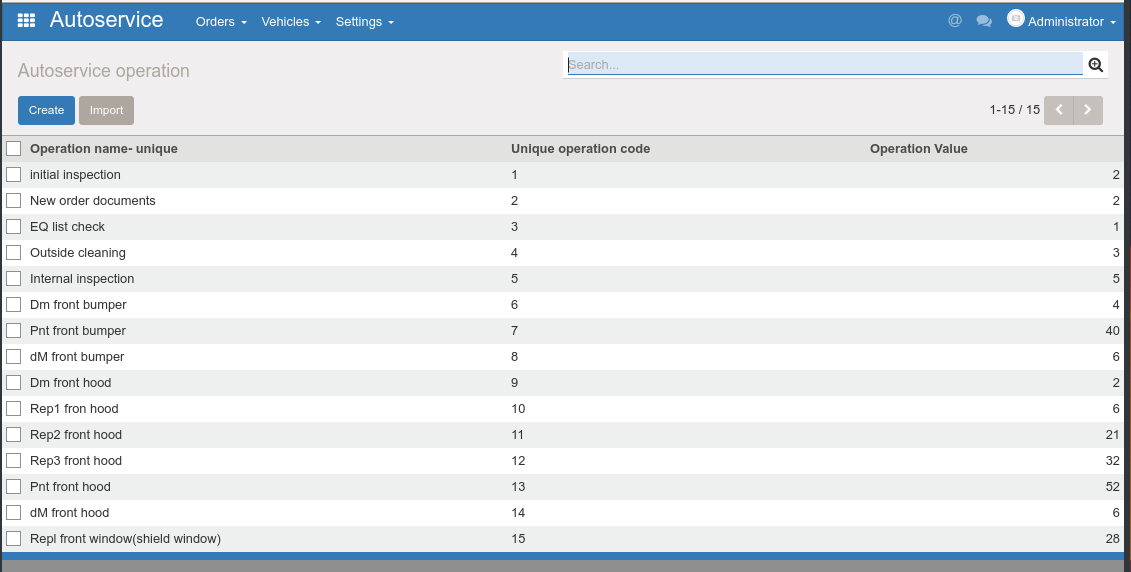 Autoservice Orders Vehicles Settings @ Administrator
Autoservice operation Search...
Create Import 1-15 / 15
Operation name- unique Unique operation code Operation Value
initial inspection 1 2
New order documents 2 2
EQ list check 3 1
Outside cleaning 4 3
Internal inspection 5 5
Dm front bumper 6 4
Pnt front bumper 7 40
dM front bumper 8 6
Dm front hood 9 2
Rep1 fron hood 10 6
Rep2 front hood 11 21
Rep3 front hood 12 32
Pnt front hood 13 52
dM front hood 14 6
Repl front window(shield window) 15 28